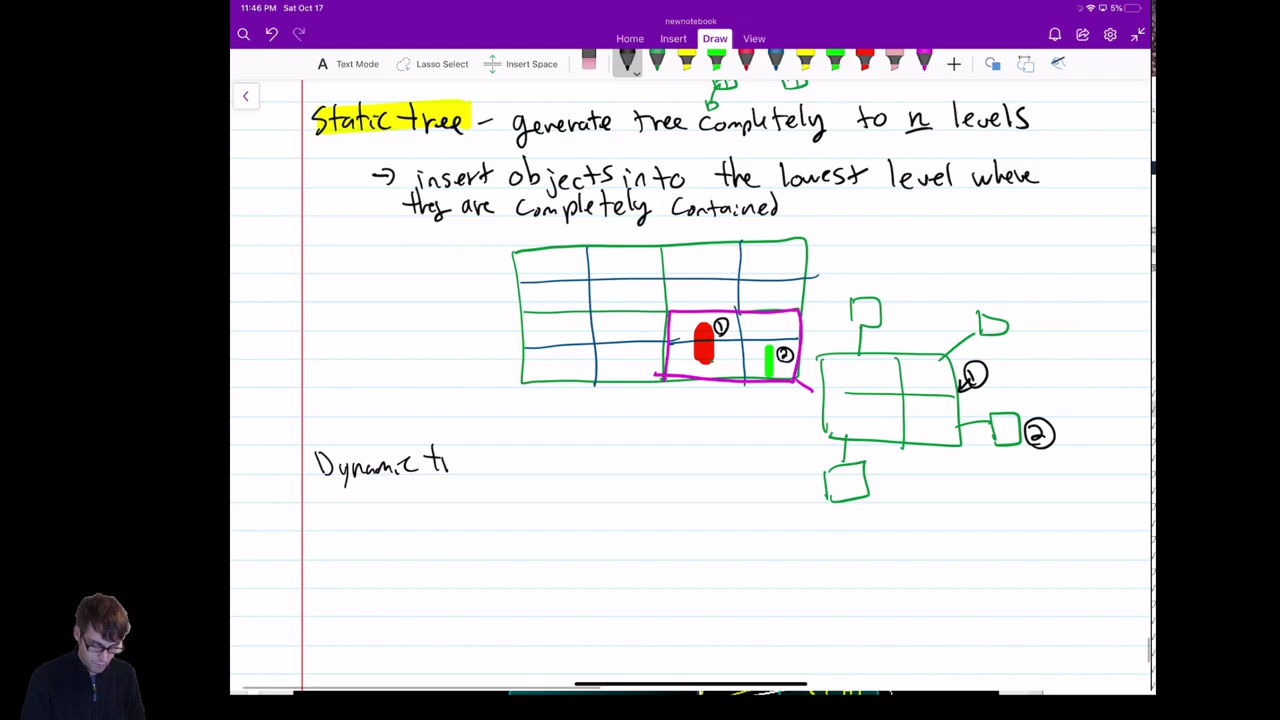 11:46 PM Sat Oct 17
5%
newnotebook
Home Insert Draw View
A Text Mode Lasso Select Insert Space
Static tree - generate tree completely to n levels
→ insert objects into the lowest level where
they are completely contained
1
2
1
2
Dynamic tr